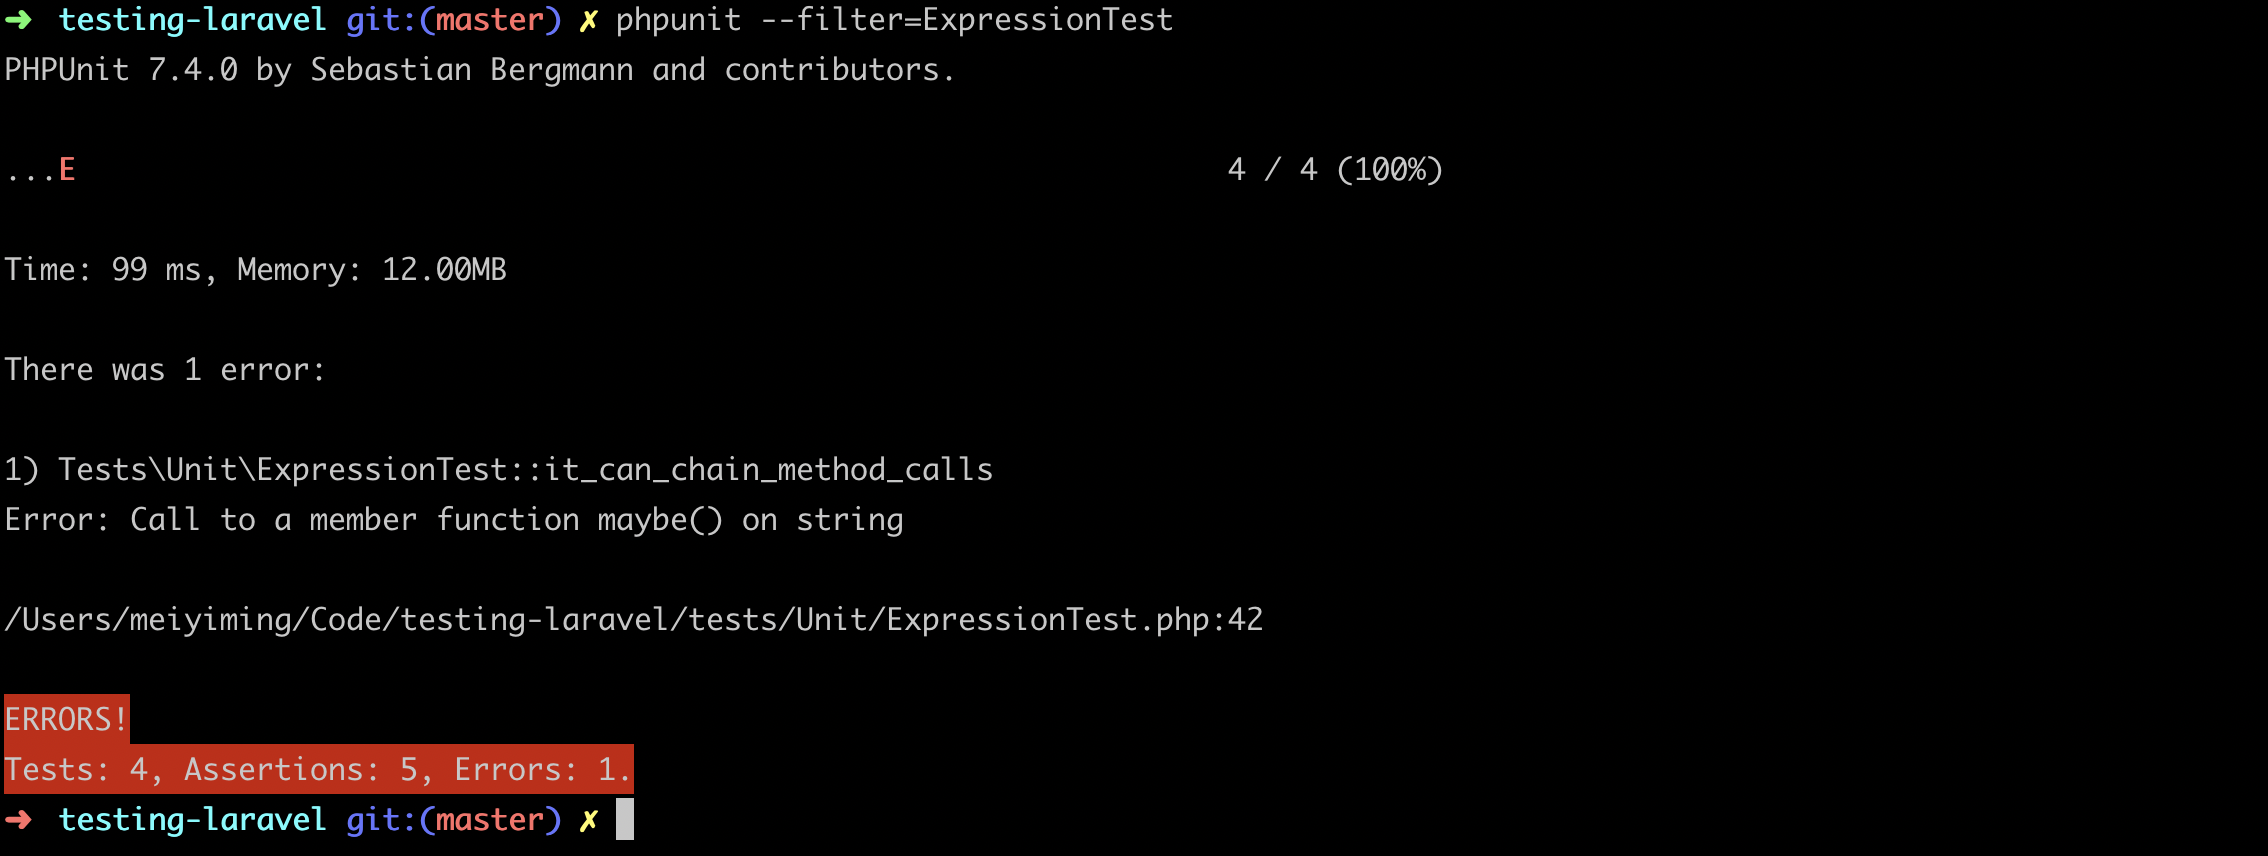 ➜ testing-laravel git:(master) ✗ phpunit --filter=ExpressionTest
PHPUnit 7.4.0 by Sebastian Bergmann and contributors.
...E 4 / 4 (100%)
Time: 99 ms, Memory: 12.00MB
There was 1 error:
1) Tests\Unit\ExpressionTest::it_can_chain_method_calls
Error: Call to a member function maybe() on string
/Users/meiyiming/Code/testing-laravel/tests/Unit/ExpressionTest.php:42
ERRORS!
Tests: 4, Assertions: 5, Errors: 1.
➜ testing-laravel git:(master) ✗